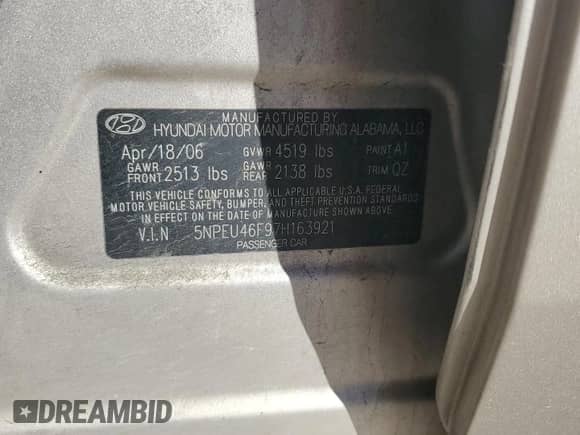 MANUFACTURED BY
HYUNDAI MOTOR MANUFACTURING ALABAMA, LLC
Apr/18/06 GVWR 4519 lbs PAINT A1
GAWR FRONT 2513 lbs GAWR REAR 2138 lbs TRIM QZ
THIS VEHICLE CONFORMS TO ALL APPLICABLE U.S.A. FEDERAL
MOTOR VEHICLE SAFETY, BUMPER, AND THEFT PREVENTION STANDARDS
IN EFFECT ON THE DATE OF MANUFACTURE SHOWN ABOVE
V.I.N 5NPEU46F97H163921
PASSENGER CAR
DREAMBID